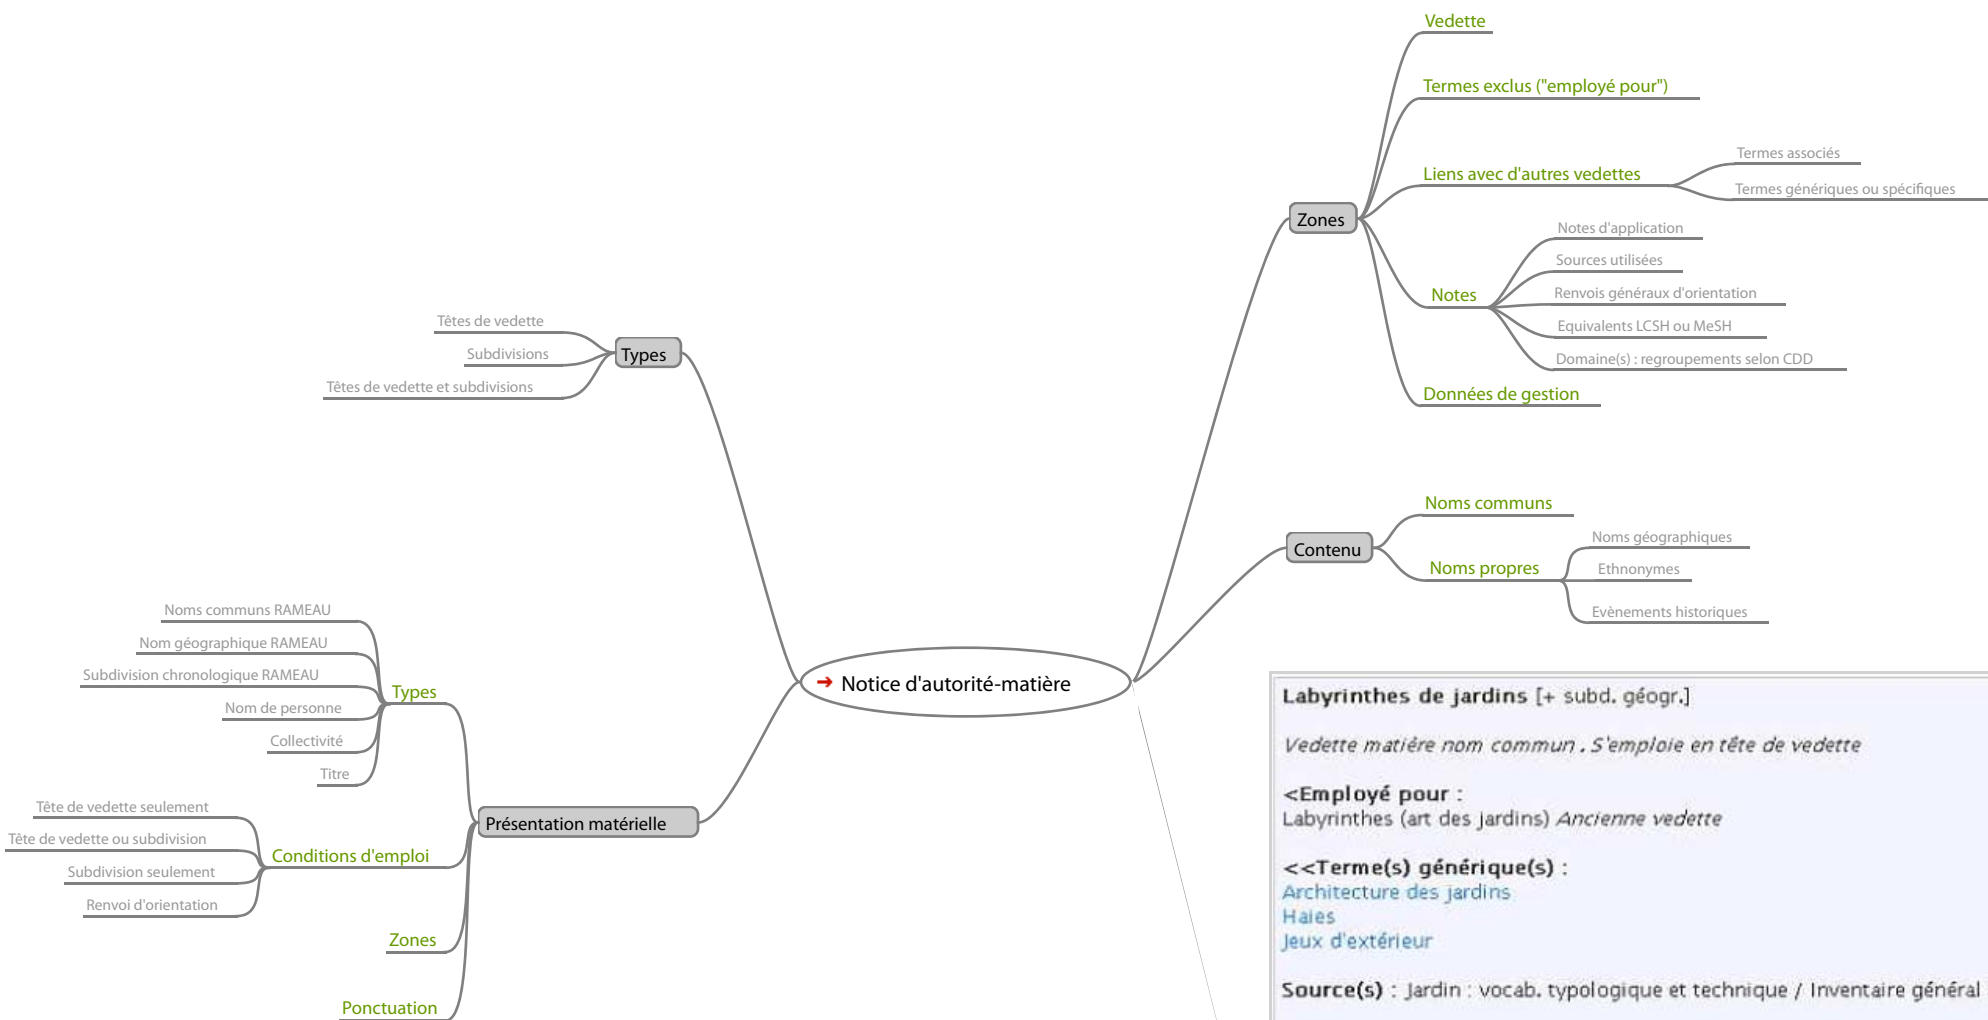 Notice d'autorité-matière
Types
Têtes de vedette
Subdivisions
Têtes de vedette et subdivisions
Présentation matérielle
Types
Noms communs RAMEAU
Nom géographique RAMEAU
Subdivision chronologique RAMEAU
Nom de personne
Collectivité
Titre
Conditions d'emploi
Tête de vedette seulement
Tête de vedette ou subdivision
Subdivision seulement
Renvoi d'orientation
Zones
Ponctuation
Zones
Vedette
Termes exclus ("employé pour")
Liens avec d'autres vedettes
Termes associés
Termes génériques ou spécifiques
Notes
Notes d'application
Sources utilisées
Renvois généraux d'orientation
Equivalents LCSH ou MeSH
Domaine(s) : regroupements selon CDD
Données de gestion
Contenu
Noms communs
Noms propres
Noms géographiques
Ethnonymes
Evènements historiques
Labyrinthes de jardins [+ subd. géogr.]
Vedette matiére nom commun . S'emploie en tête de vedette
<Employé pour :
Labyrinthes (art des jardins) Ancienne vedette
<<Terme(s) générique(s) :
Architecture des jardins
Haies
Jeux d'extérieur
Source(s) : Jardin : vocab. typologique et technique / Inventaire général